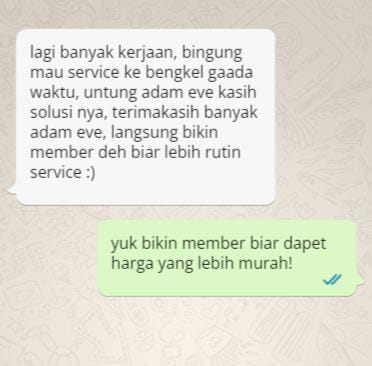 lagi banyak kerjaan, bingung
mau service ke bengkel gaada
waktu, untung adam eve kasih
solusi nya, terimakasih banyak
adam eve, langsung bikin
member deh biar lebih rutin
service :)
yuk bikin member biar dapet
harga yang lebih murah!